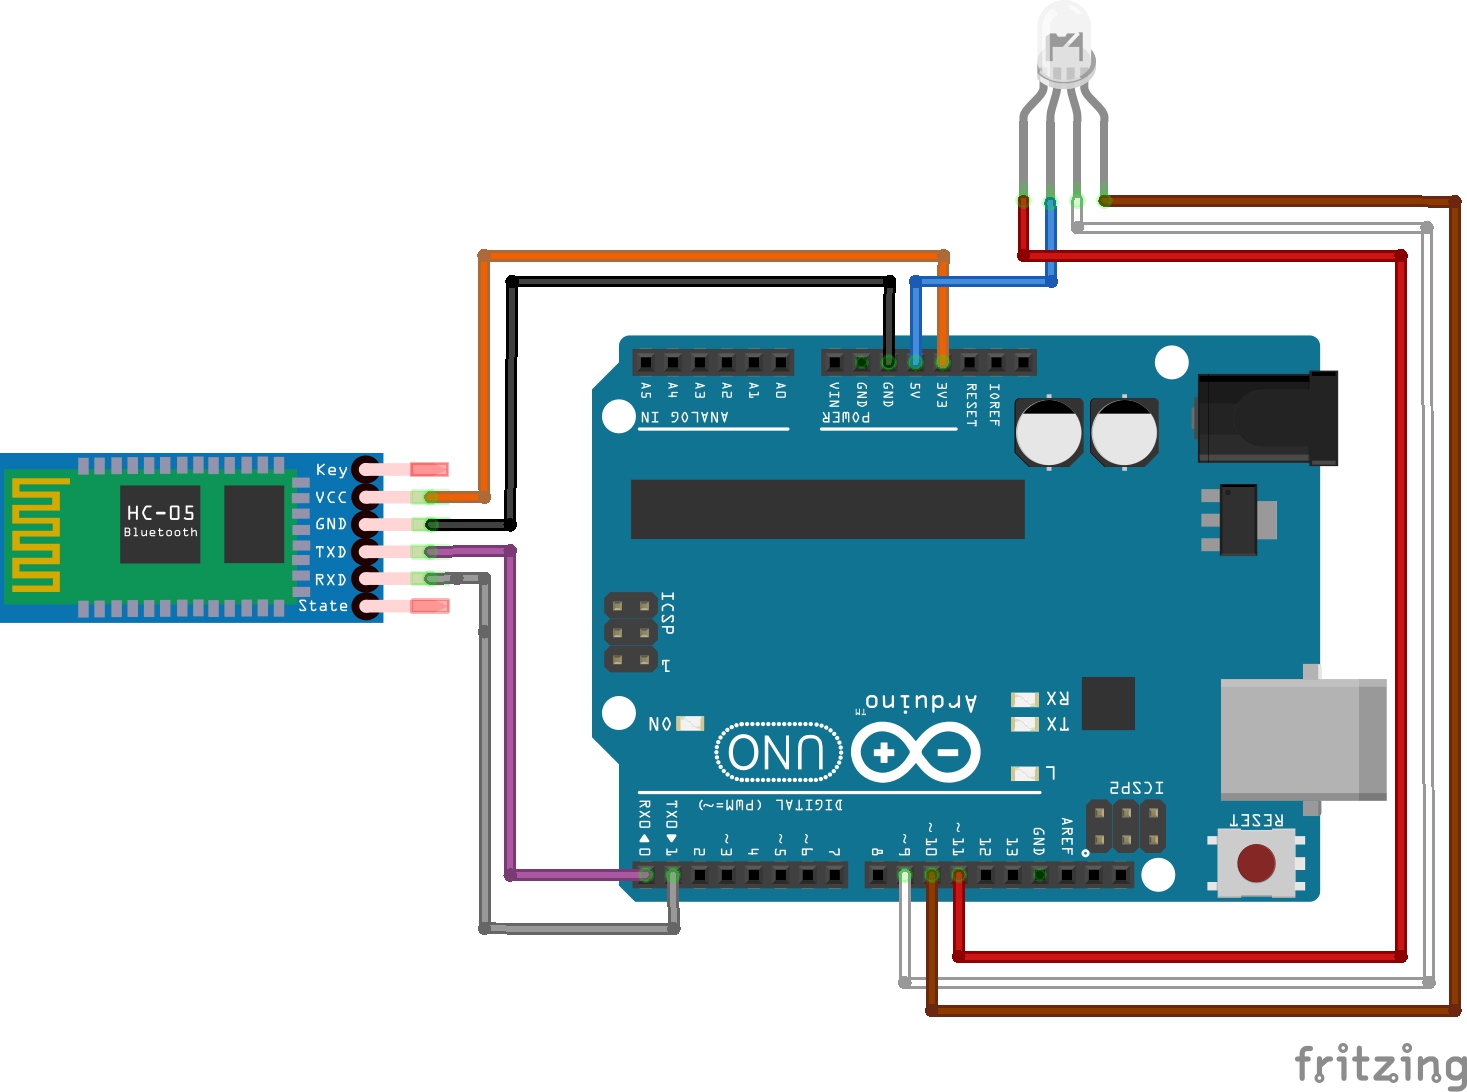 A5
A4
A3
A2
A1
A0
ANALOG IN
VIN
GND
GND
5V
3V3
RESET
IOREF
POWER
Key
VCC
GND
TXD
RXD
State
HC-05
Bluetooth
ICSP
1
ON
UNO
Arduino
™
RX
TX
L
ICSP2
RESET
DIGITAL (PWM=~)
RX0◄0
TX0►1
2
~3
4
~5
~6
7
8
~9
~10
~11
12
13
GND
AREF
fritzing